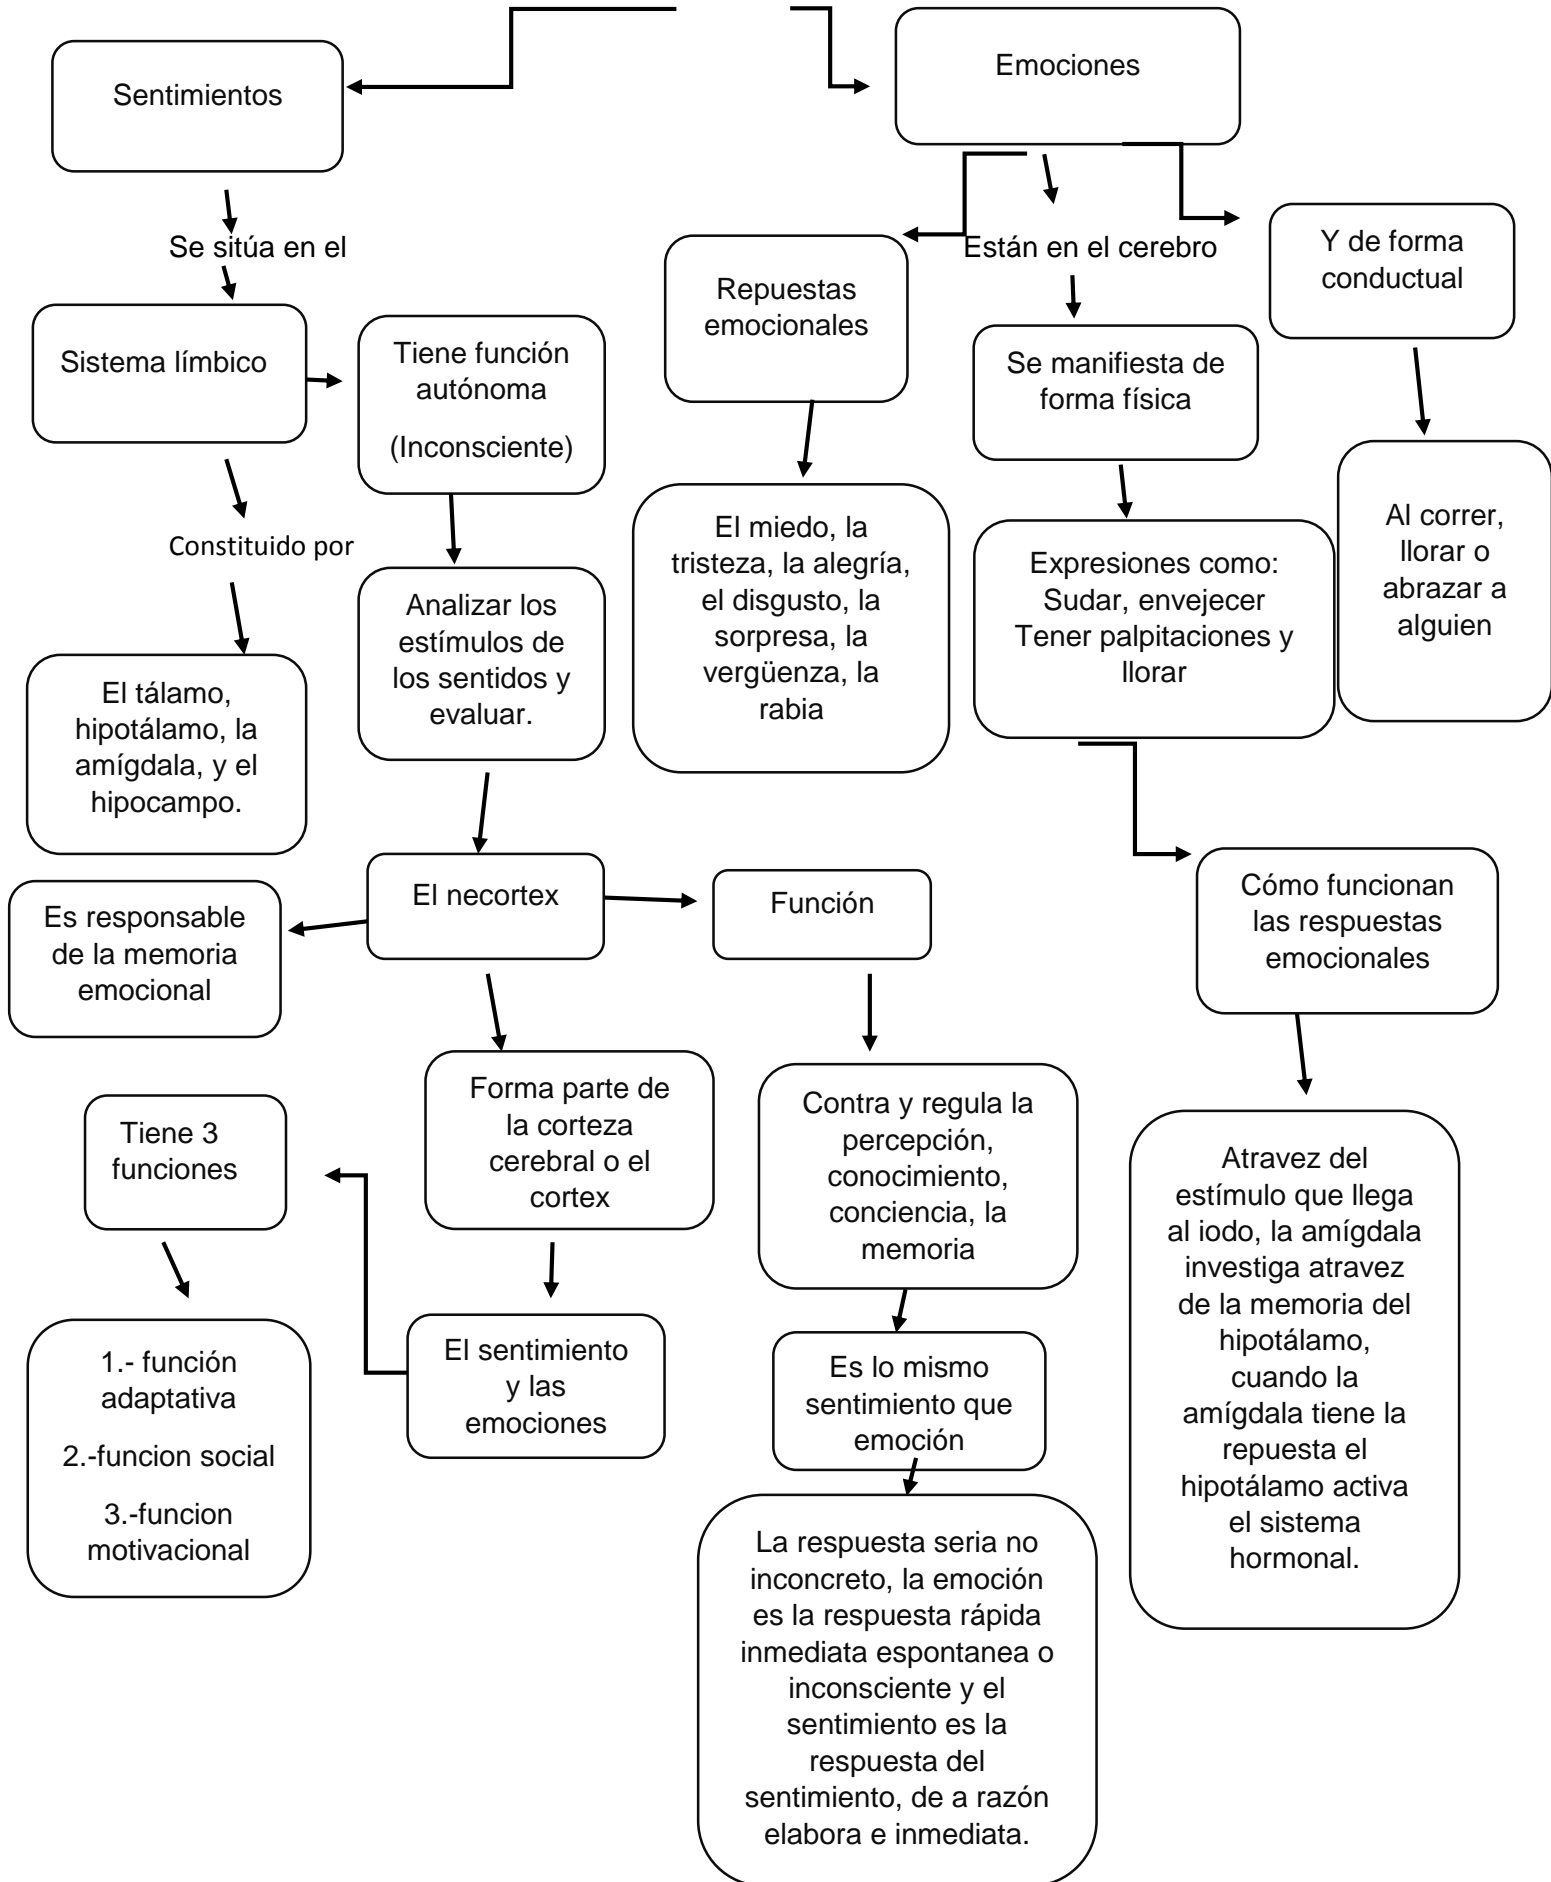 Sentimientos
Emociones
Se sitúa en el
Sistema límbico
Tiene función
autónoma
(Inconsciente)
Constituido por
El tálamo,
hipotálamo, la
amígdala, y el
hipocampo.
Analizar los
estímulos de
los sentidos y
evaluar.
Repuestas
emocionales
El miedo, la
tristeza, la alegría,
el disgusto, la
sorpresa, la
vergüenza, la
rabia
Están en el cerebro
Se manifiesta de
forma física
Expresiones como:
Sudar, envejecer
Tener palpitaciones y
llorar
Y de forma
conductual
Al correr,
llorar o
abrazar a
alguien
El necortex
Es responsable
de la memoria
emocional
Función
Cómo funcionan
las respuestas
emocionales
Forma parte de
la corteza
cerebral o el
cortex
Contra y regula la
percepción,
conocimiento,
conciencia, la
memoria
Atravez del
estímulo que llega
al iodo, la amígdala
investiga atravez
de la memoria del
hipotálamo,
cuando la
amígdala tiene la
repuesta el
hipotálamo activa
el sistema
hormonal.
Tiene 3
funciones
El sentimiento
y las
emociones
1.- función
adaptativa
2.-funcion social
3.-funcion
motivacional
Es lo mismo
sentimiento que
emoción
La respuesta seria no
inconcreto, la emoción
es la respuesta rápida
inmediata espontanea o
inconsciente y el
sentimiento es la
respuesta del
sentimiento, de a razón
elabora e inmediata.